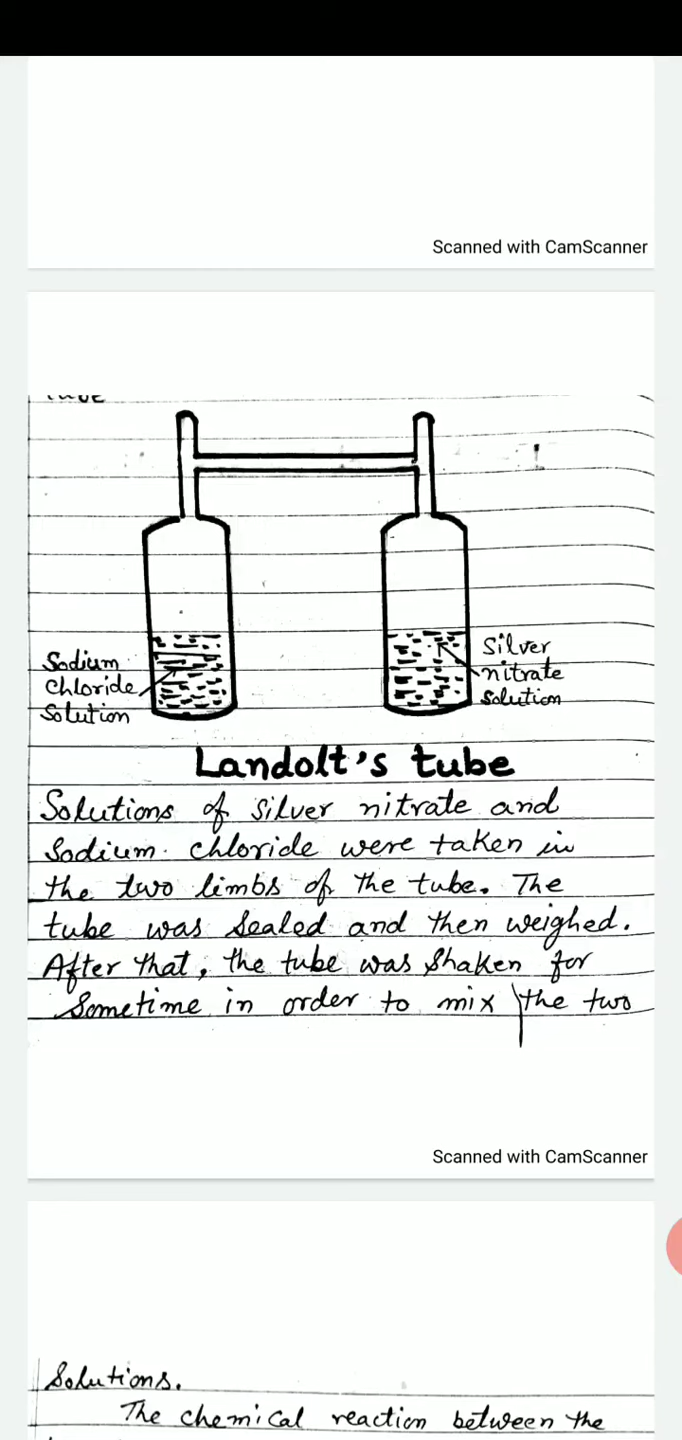 Scanned with CamScanner
Sodium
chloride
Solution
Silver
nitrate
solution
Landolt's tube
Solutions of silver nitrate and
Sodium chloride were taken in
the two limbs of the tube. The
tube was sealed and then weighed.
After that, the tube was shaken for
Sometime in order to mix the two
Scanned with CamScanner
Solutions.
The chemical reaction between the